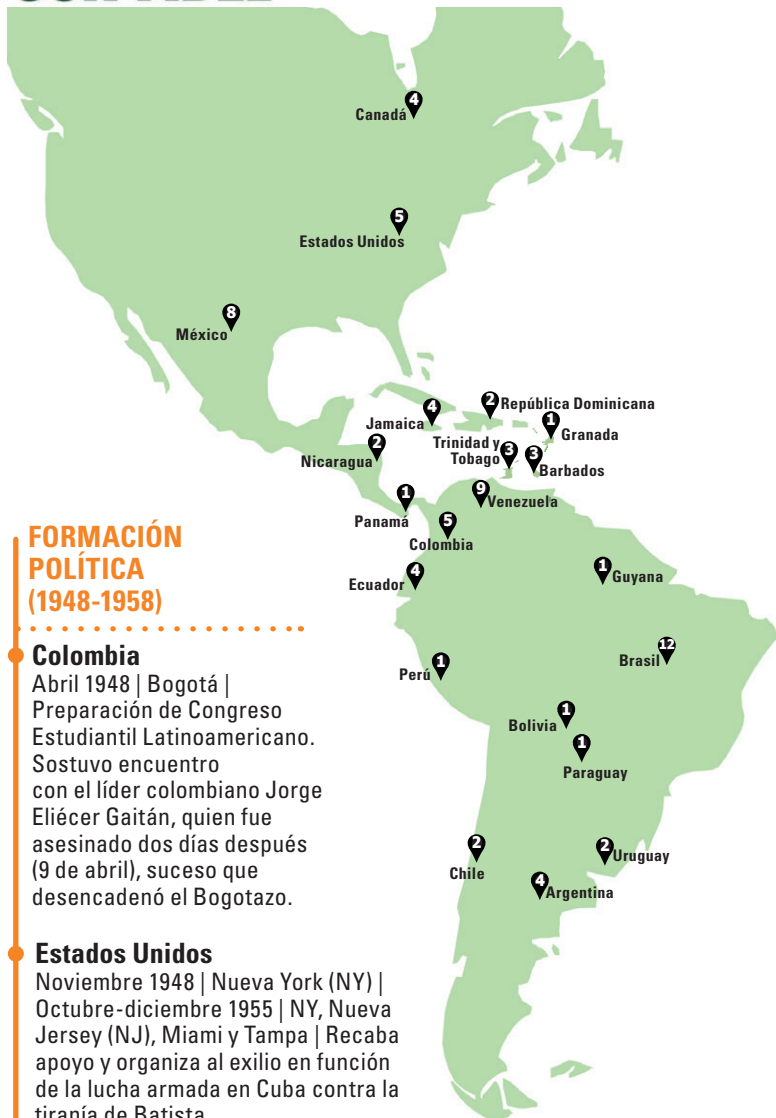 4
Canadá
5
Estados Unidos
8
México
2
República Dominicana
4
Jamaica
1
Granada
Trinidad y
Tobago
3
3
Barbados
2
Nicaragua
9
Venezuela
1
Panamá
5
Colombia
4
Ecuador
1
Guyana
12
Brasil
1
Perú
1
Bolivia
1
Paraguay
2
Chile
2
Uruguay
4
Argentina
FORMACIÓN
POLÍTICA
(1948-1958)
Colombia
Abril 1948 | Bogotá |
Preparación de Congreso
Estudiantil Latinoamericano.
Sostuvo encuentro
con el líder colombiano Jorge
Eliécer Gaitán, quien fue
asesinado dos días después
(9 de abril), suceso que
desencadenó el Bogotazo.
Estados Unidos
Noviembre 1948 | Nueva York (NY) |
Octubre-diciembre 1955 | NY, Nueva
Jersey (NJ), Miami y Tampa | Recaba
apoyo y organiza al exilio en función
de la lucha armada en Cuba contra la
tiranía de Batista